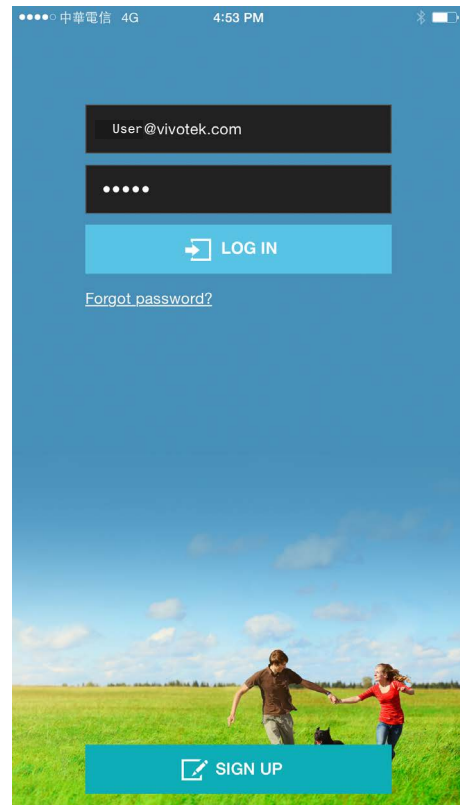 中華電信 4G 4:53 PM
User@vivotek.com
•••••
LOG IN
Forgot password?
SIGN UP